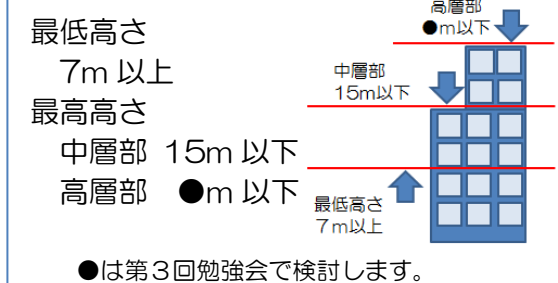 最低高さ
7m 以上
最高高さ
中層部 15m 以下
高層部 ●m 以下
高層部
●m以下
中層部
15m以下
最低高さ
7m以上
●は第3回勉強会で検討します。